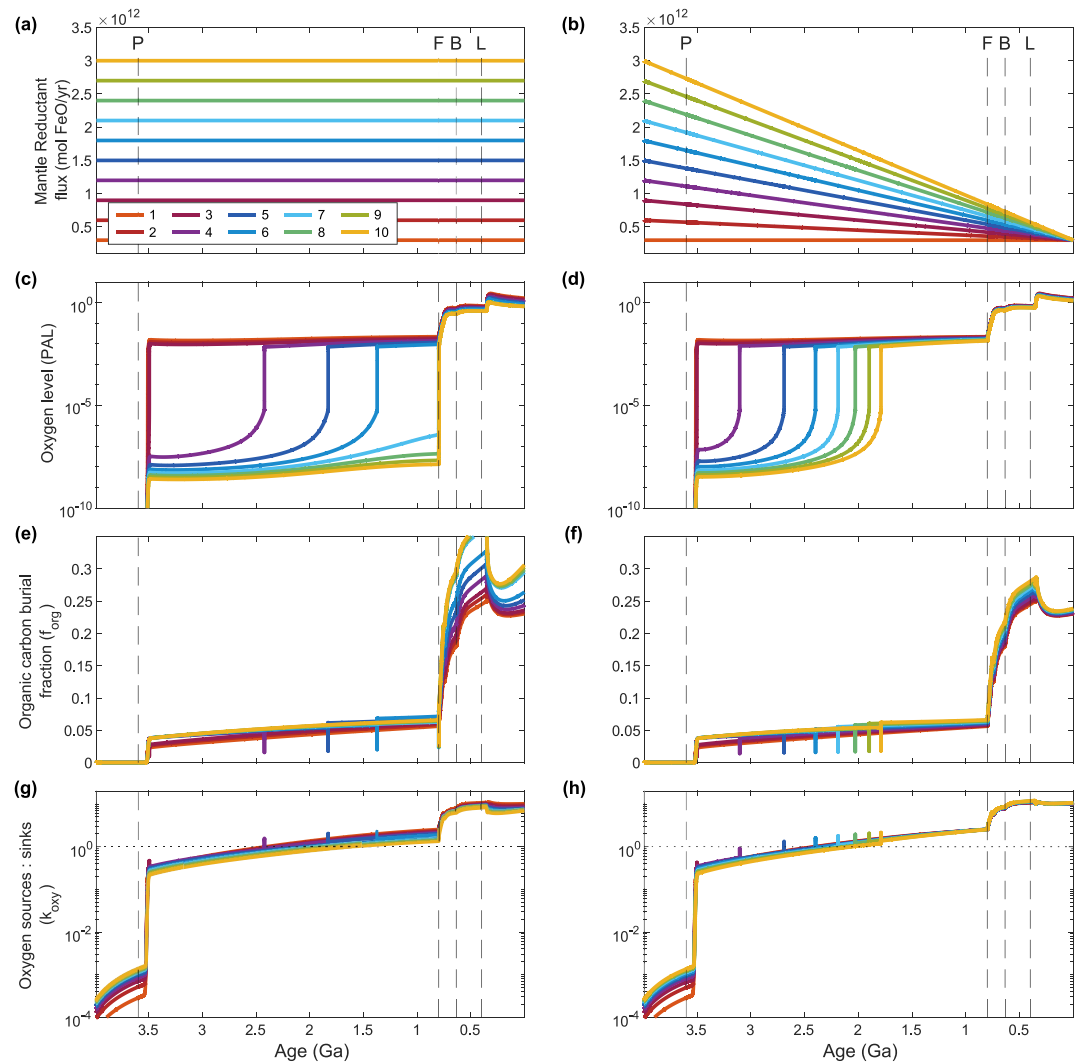 (a)
× 10^12
P F B L
3.5
3
2.5
2
1.5
1
0.5
Mantle Reductant
flux (mol FeO/yr)
1 3 5 7 9
2 4 6 8 10
(b)
× 10^12
P F B L
3.5
3
2.5
2
1.5
1
0.5
(c)
10^0
10^-5
10^-10
Oxygen level (PAL)
(d)
10^0
10^-5
10^-10
(e)
0.3
0.25
0.2
0.15
0.1
0.05
0
Organic carbon burial
fraction (f_org)
(f)
0.3
0.25
0.2
0.15
0.1
0.05
0
(g)
10^0
10^-2
10^-4
Oxygen sources : sinks
(k_oxy)
3.5 3 2.5 2 1.5 1 0.5
Age (Ga)
(h)
10^0
10^-2
10^-4
3.5 3 2.5 2 1.5 1 0.5
Age (Ga)